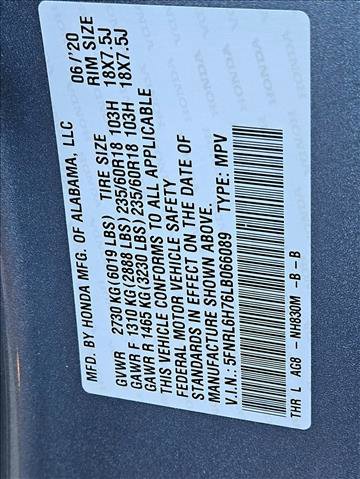 MFD. BY HONDA MFG. OF ALABAMA, LLC 06/'20
TIRE SIZE RIM SIZE
GVWR 2730 KG(6019 LBS)
GAWR F 1310 KG(2888 LBS) 235/60R18 103H 18X7.5J
GAWR R 1465 KG(3230 LBS) 235/60R18 103H 18X7.5J
THIS VEHICLE CONFORMS TO ALL APPLICABLE
FEDERAL MOTOR VEHICLE SAFETY
STANDARDS IN EFFECT ON THE DATE OF
MANUFACTURE SHOWN ABOVE.
V.I.N.: 5FNRL6H76LB066089 TYPE: MPV
THR L AG8 - NH830M -B - B